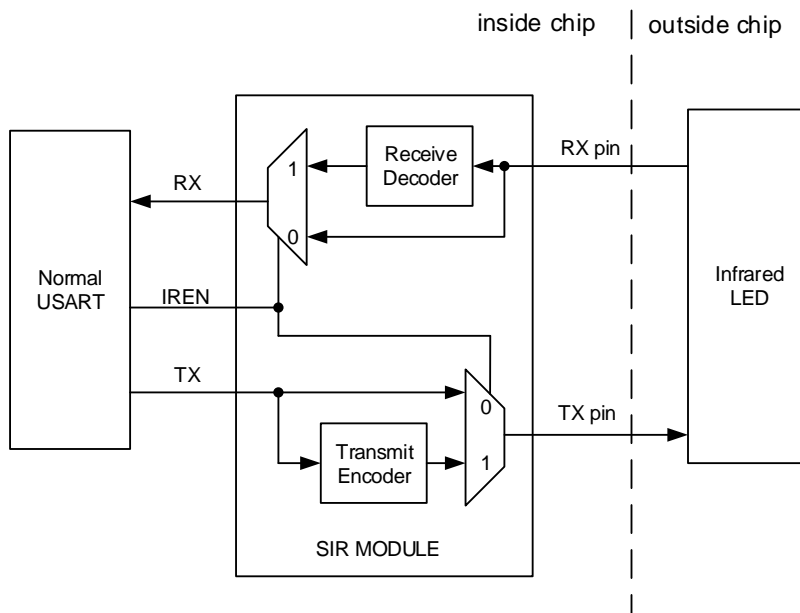 inside chip
outside chip
1
Receive
Decoder
RX pin
RX
0
Normal
USART
IREN
Infrared
LED
TX
0
TX pin
Transmit
Encoder
1
SIR MODULE